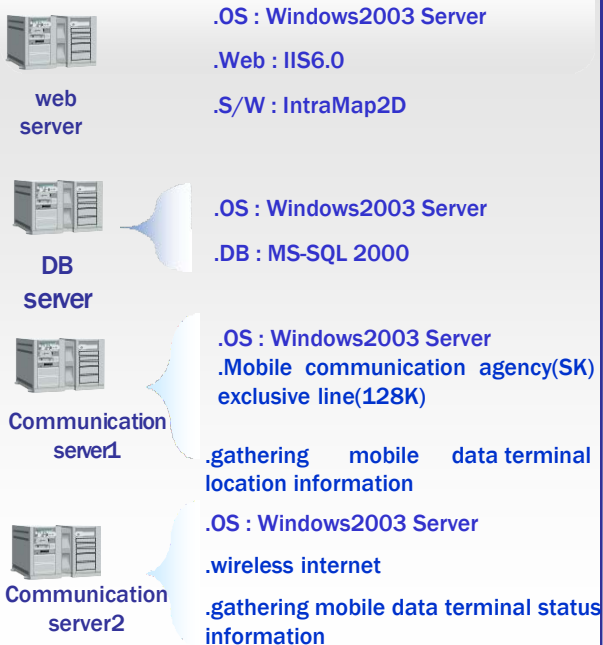 .OS : Windows2003 Server
.Web : IIS6.0
.S/W : IntraMap2D
web
server
.OS : Windows2003 Server
.DB : MS-SQL 2000
DB
server
.OS : Windows2003 Server
.Mobile communication agency(SK)
exclusive line(128K)
.gathering mobile data terminal
location information
Communication
server1
.OS : Windows2003 Server
.wireless internet
.gathering mobile data terminal status
information
Communication
server2